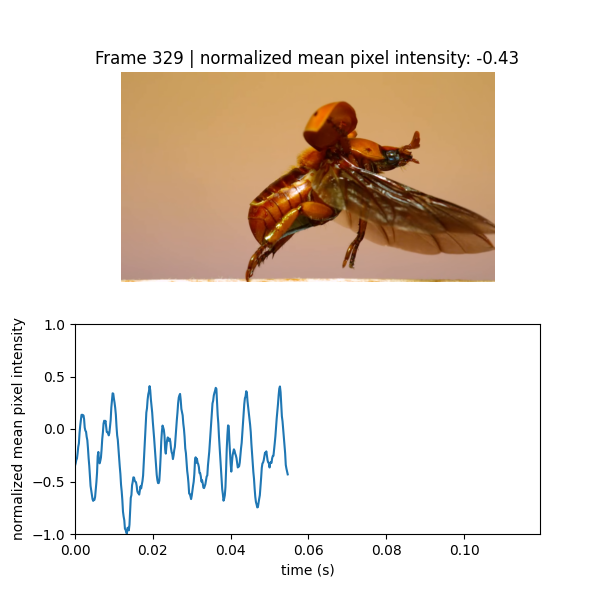 Frame 329 | normalized mean pixel intensity: -0.43
normalized mean pixel intensity
1.0
0.5
0.0
−0.5
−1.0
0.00 0.02 0.04 0.06 0.08 0.10
time (s)